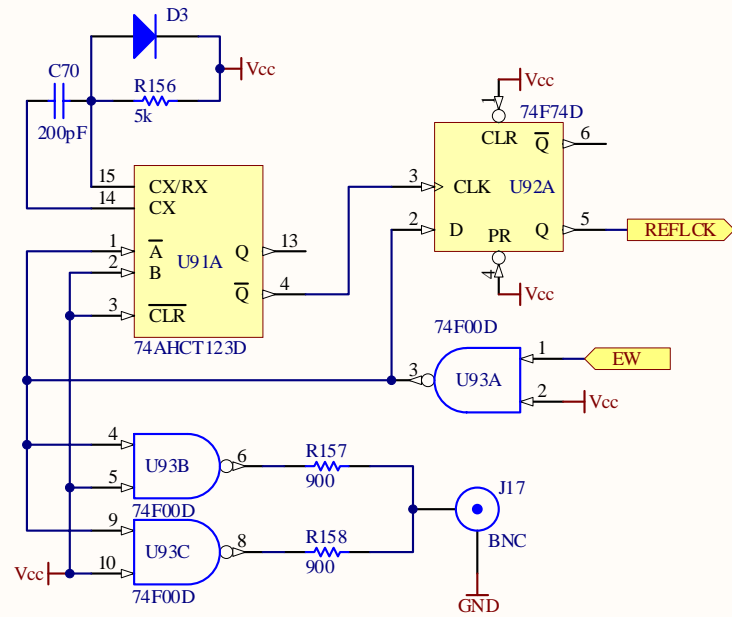 D3
Vcc
C70
R156
200pF
5k
1
Vcc
74F74D
CLR
Q
6
3
CLK
U92A
2
D
PR
Q
5
REFLCK
4
Vcc
15
CX/RX
14
CX
1
A
Q
13
2
B
U91A
Q
4
3
CLR
74AHCT123D
74F00D
3
U93A
1
EW
2
Vcc
4
U93B
6
R157
5
900
74F00D
J17
9
U93C
8
R158
BNC
Vcc
10
900
74F00D
GND